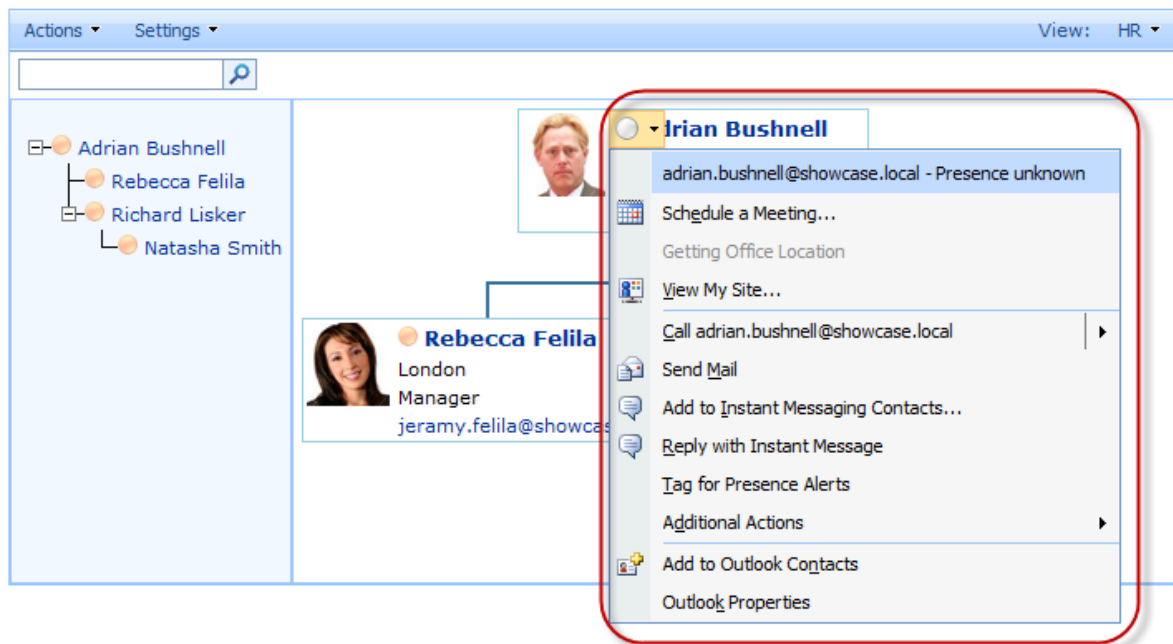 Actions Settings View: HR
Adrian Bushnell
Rebecca Felila
Richard Lisker
Natasha Smith
drian Bushnell
adrian.bushnell@showcase.local - Presence unknown
Schedule a Meeting...
Getting Office Location
View My Site...
Call adrian.bushnell@showcase.local
Send Mail
Add to Instant Messaging Contacts...
Reply with Instant Message
Tag for Presence Alerts
Additional Actions
Add to Outlook Contacts
Outlook Properties
Rebecca Felila
London
Manager
jeramy.felila@showcas